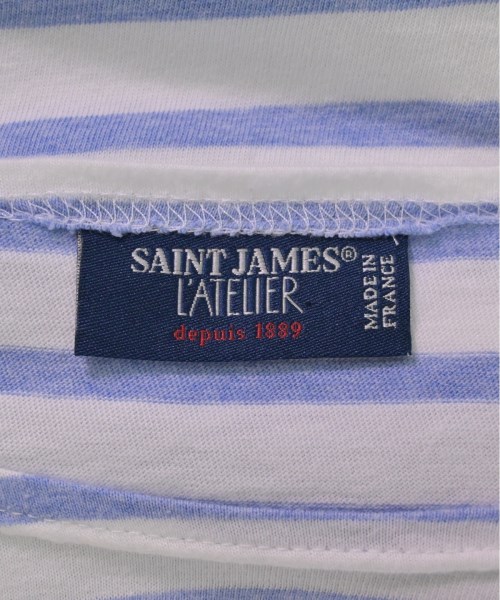 SAINT JAMES®
L'ATELIER
depuis 1889
MADE IN
FRANCE